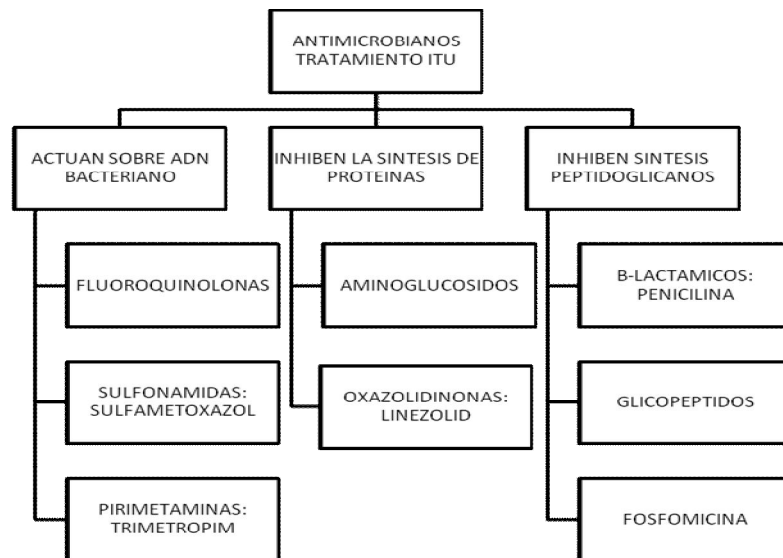 ANTIMICROBIANOS
TRATAMIENTO ITU
ACTUAN SOBRE ADN
BACTERIANO
INHIBEN LA SINTESIS DE
PROTEINAS
INHIBEN SINTESIS
PEPTIDOGLICANOS
FLUOROQUINOLONAS
AMINOGLUCOSIDOS
B-LACTAMICOS:
PENICILINA
SULFONAMIDAS:
SULFAMETOXAZOL
OXAZOLIDINONAS:
LINEZOLID
GLICOPEPTIDOS
PIRIMETAMINAS:
TRIMETROPIM
FOSFOMICINA